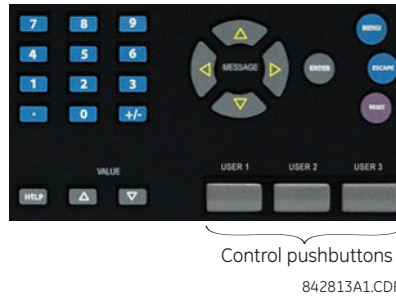 7 8 9 MENU
4 5 6 MESSAGE ENTER ESCAPE
1 2 3 RESET
. 0 +/-
VALUE USER 1 USER 2 USER 3
HELP
Control pushbuttons
842813A1.CDR